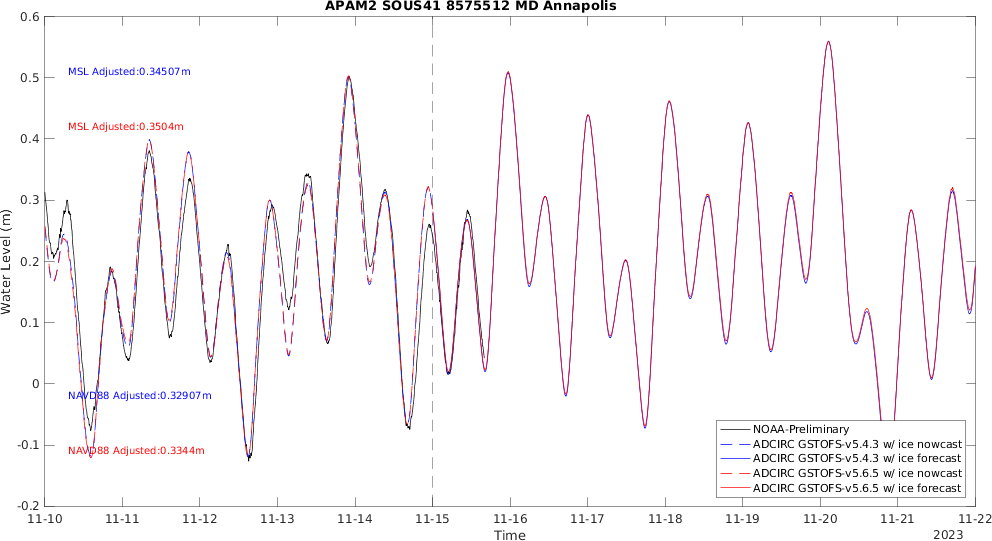 APAM2 SOUS41 8575512 MD Annapolis
0.6
0.5
0.4
0.3
0.2
0.1
0
-0.1
-0.2
Water Level (m)
MSL Adjusted:0.34507m
MSL Adjusted:0.3504m
NAVD88 Adjusted:0.32907m
NAVD88 Adjusted:0.3344m
NOAA-Preliminary
ADCIRC GSTOFS-v5.4.3 w/ ice nowcast
ADCIRC GSTOFS-v5.4.3 w/ ice forecast
ADCIRC GSTOFS-v5.6.5 w/ ice nowcast
ADCIRC GSTOFS-v5.6.5 w/ ice forecast
11-10 11-11 11-12 11-13 11-14 11-15 11-16 11-17 11-18 11-19 11-20 11-21 11-22
Time
2023